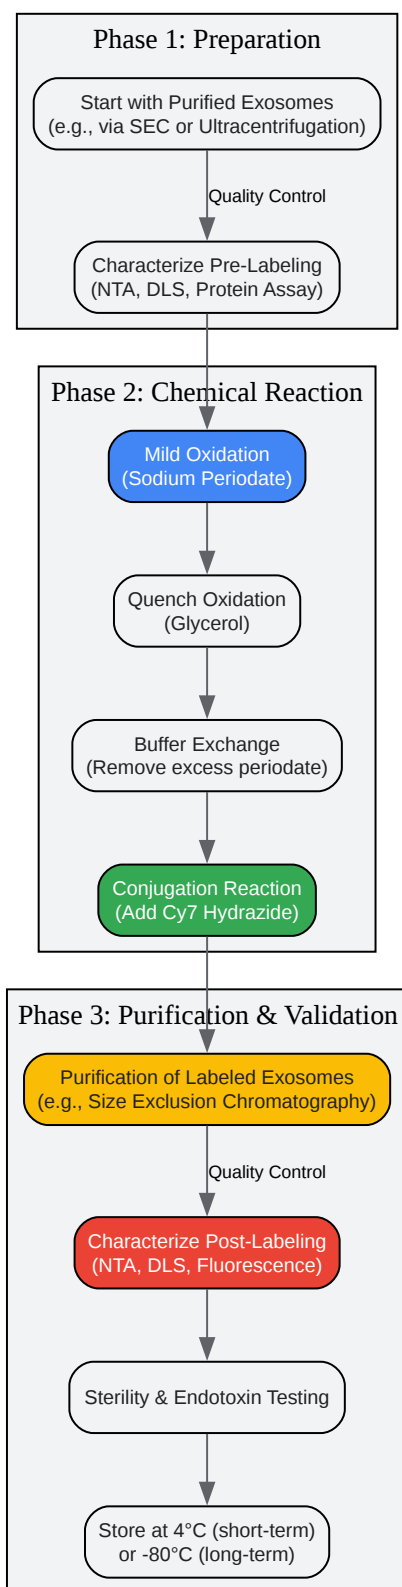 Phase 1: Preparation
Start with Purified Exosomes
(e.g., via SEC or Ultracentrifugation)
Quality Control
Characterize Pre-Labeling
(NTA, DLS, Protein Assay)
Phase 2: Chemical Reaction
Mild Oxidation
(Sodium Periodate)
Quench Oxidation
(Glycerol)
Buffer Exchange
(Remove excess periodate)
Conjugation Reaction
(Add Cy7 Hydrazide)
Phase 3: Purification & Validation
Purification of Labeled Exosomes
(e.g., Size Exclusion Chromatography)
Quality Control
Characterize Post-Labeling
(NTA, DLS, Fluorescence)
Sterility & Endotoxin Testing
Store at 4°C (short-term)
or -80°C (long-term)